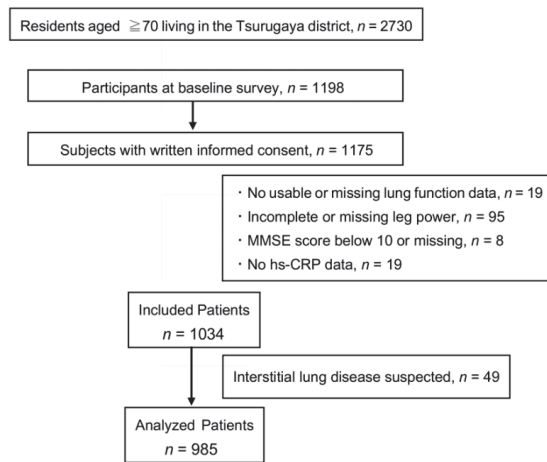 Residents aged ≧70 living in the Tsurugaya district, n = 2730
Participants at baseline survey, n = 1198
Subjects with written informed consent, n = 1175
・No usable or missing lung function data, n = 19
・Incomplete or missing leg power, n = 95
・MMSE score below 10 or missing, n = 8
・No hs-CRP data, n = 19
Included Patients
n = 1034
Interstitial lung disease suspected, n = 49
Analyzed Patients
n = 985